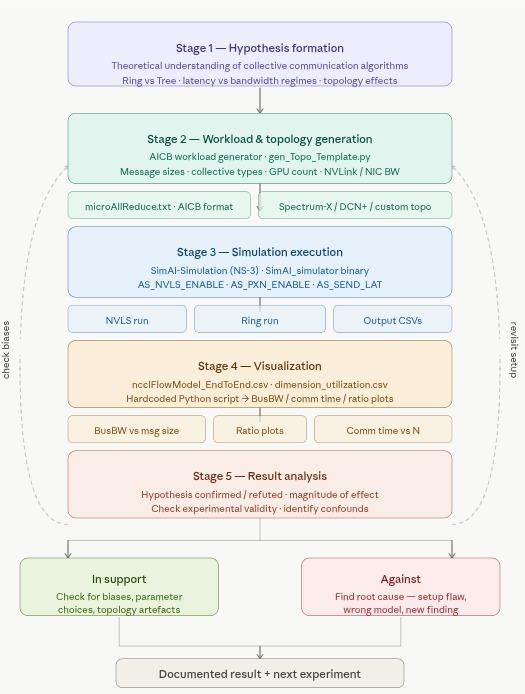 Stage 1 — Hypothesis formation
Theoretical understanding of collective communication algorithms
Ring vs Tree · latency vs bandwidth regimes · topology effects
Stage 2 — Workload & topology generation
AICB workload generator · gen_Topo_Template.py
Message sizes · collective types · GPU count · NVLink / NIC BW
microAllReduce.txt · AICB format
Spectrum-X / DCN+ / custom topo
Stage 3 — Simulation execution
SimAI-Simulation (NS-3) · SimAI_simulator binary
AS_NVLS_ENABLE · AS_PXN_ENABLE · AS_SEND_LAT
NVLS run
Ring run
Output CSVs
check biases
revisit setup
Stage 4 — Visualization
ncclFlowModel_EndToEnd.csv · dimension_utilization.csv
Hardcoded Python script → BusBW / comm time / ratio plots
BusBW vs msg size
Ratio plots
Comm time vs N
Stage 5 — Result analysis
Hypothesis confirmed / refuted · magnitude of effect
Check experimental validity · identify confounds
In support
Check for biases, parameter
choices, topology artefacts
Against
Find root cause — setup flaw,
wrong model, new finding
Documented result + next experiment